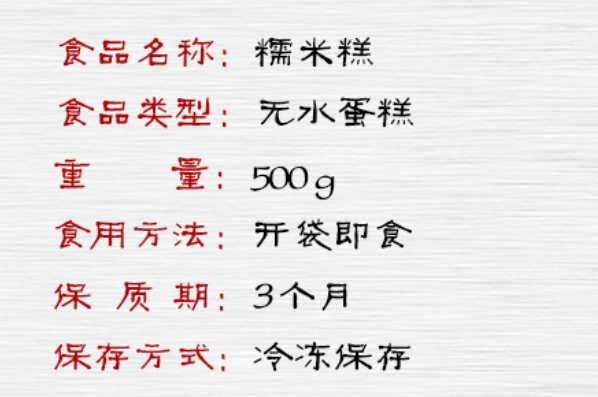 食品名称：糯米糕
食品类型：无水蛋糕
重 量：500g
食用方法：开袋即食
保质期：3个月
保存方式：冷冻保存